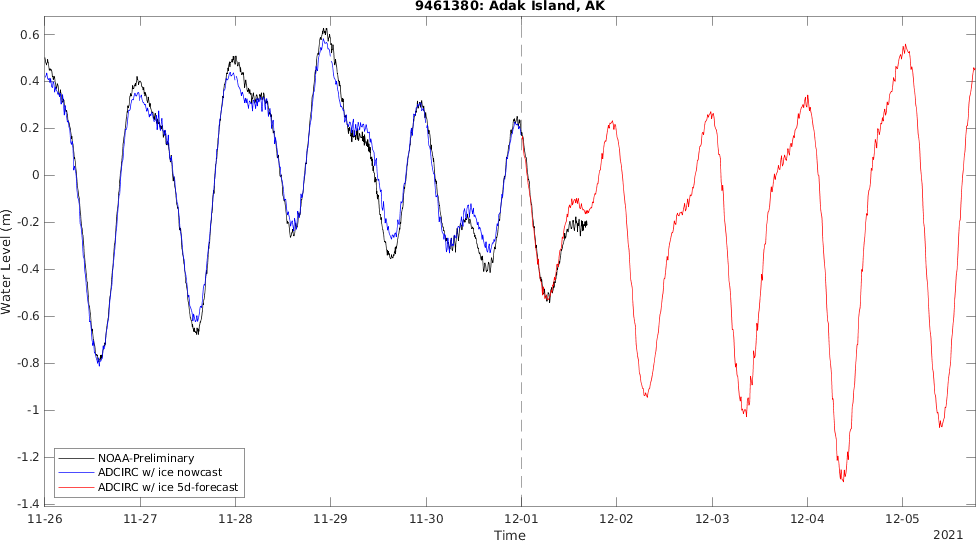 9461380: Adak Island, AK
Water Level (m)
0.6
0.4
0.2
0
-0.2
-0.4
-0.6
-0.8
-1
-1.2
-1.4
NOAA-Preliminary
ADCIRC w/ ice nowcast
ADCIRC w/ ice 5d-forecast
11-26 11-27 11-28 11-29 11-30 12-01 12-02 12-03 12-04 12-05
Time
2021